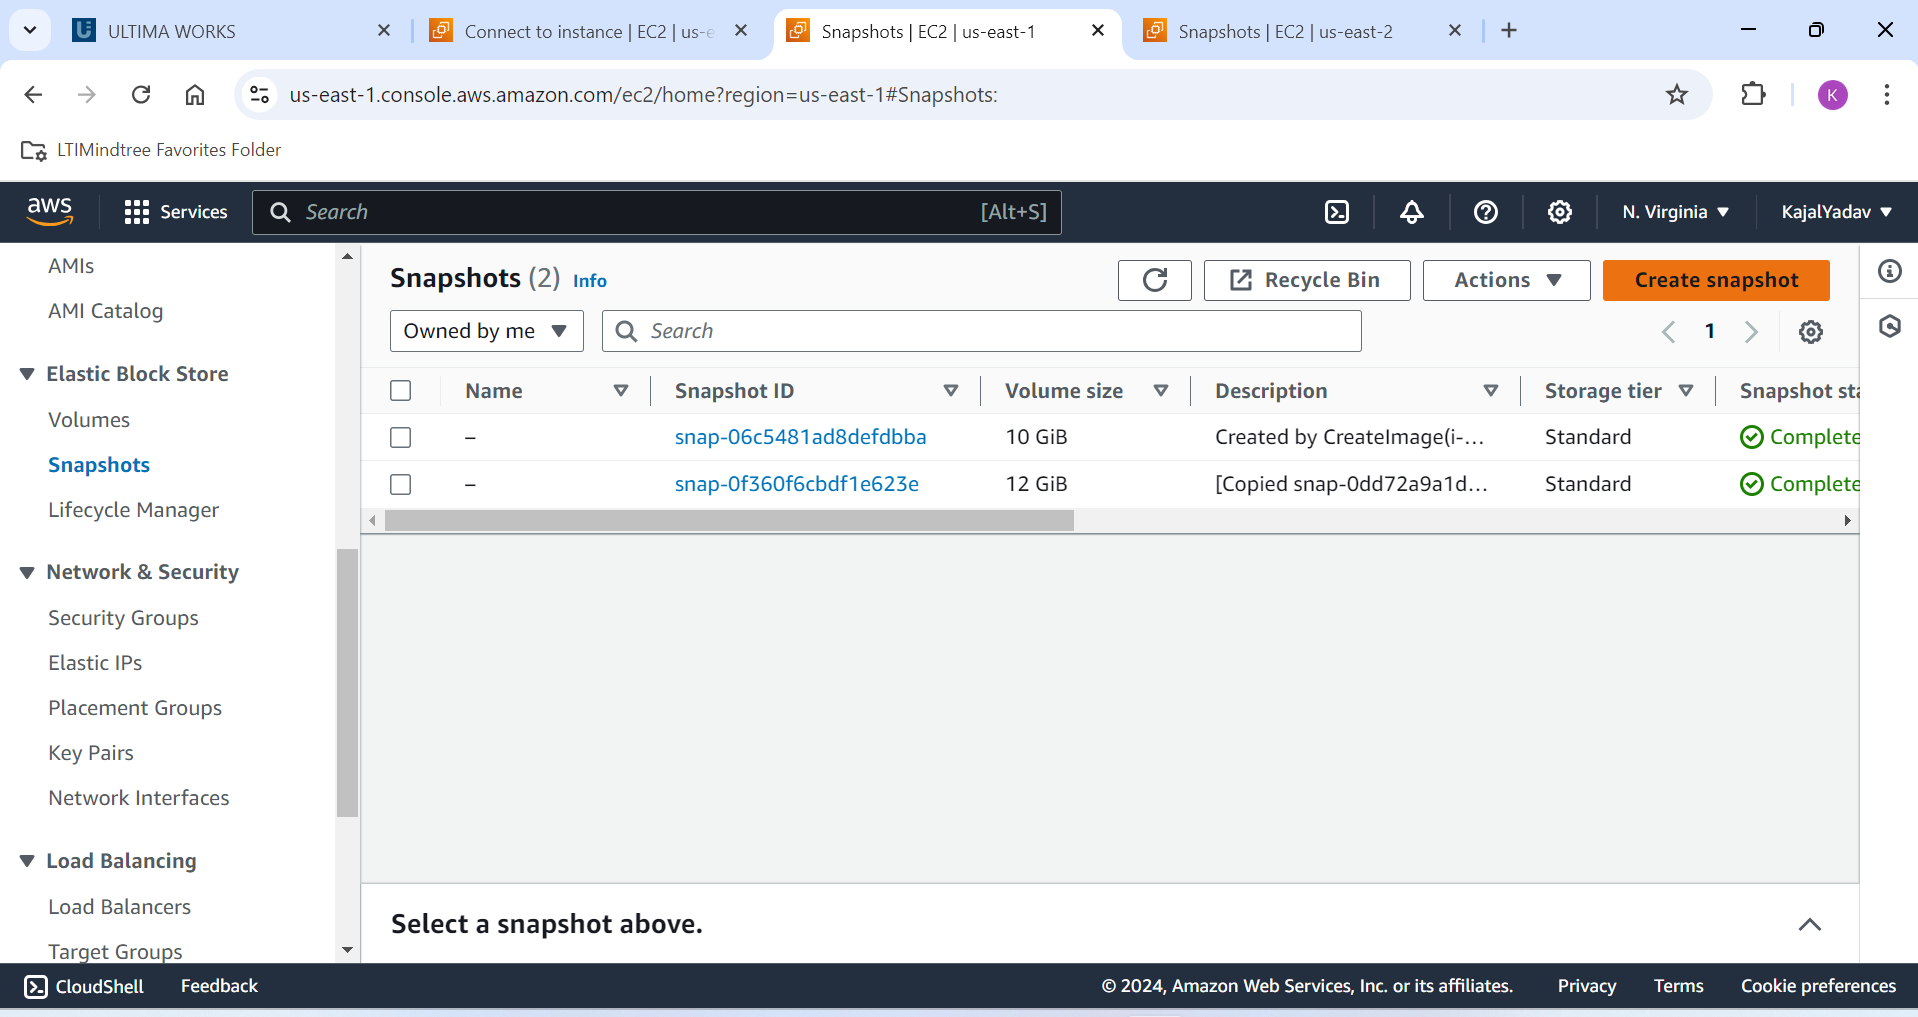 ULTIMA WORKS
Connect to instance | EC2 | us-e
Snapshots | EC2 | us-east-1
Snapshots | EC2 | us-east-2
us-east-1.console.aws.amazon.com/ec2/home?region=us-east-1#Snapshots:
K
LTIMindtree Favorites Folder
aws
Services
Search
[Alt+S]
N. Virginia
KajalYadav
AMIs
AMI Catalog
Elastic Block Store
Volumes
Snapshots
Lifecycle Manager
Network & Security
Security Groups
Elastic IPs
Placement Groups
Key Pairs
Network Interfaces
Load Balancing
Load Balancers
Target Groups
Snapshots (2) Info
Recycle Bin
Actions
Create snapshot
Owned by me
Search
1
Name Snapshot ID Volume size Description Storage tier Snapshot sta
– snap-06c5481ad8defdbba 10 GiB Created by CreateImage(i-... Standard Complete
– snap-0f360f6cbdf1e623e 12 GiB [Copied snap-0dd72a9a1d... Standard Complete
Select a snapshot above.
CloudShell Feedback © 2024, Amazon Web Services, Inc. or its affiliates. Privacy Terms Cookie preferences